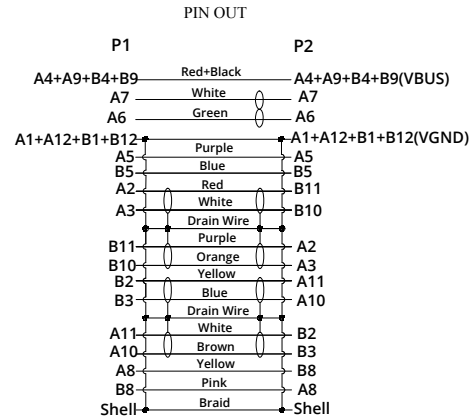 PIN OUT
P1 P2
A4+A9+B4+B9 Red+Black A4+A9+B4+B9(VBUS)
A7 White A7
A6 Green A6
A1+A12+B1+B12 A1+A12+B1+B12(VGND)
A5 Purple A5
B5 Blue B5
A2 Red B11
A3 White B10
Drain Wire
B11 Purple A2
B10 Orange A3
B2 Yellow A11
B3 Blue A10
Drain Wire
A11 White B2
A10 Brown B3
A8 Yellow B8
B8 Pink A8
Shell Braid Shell